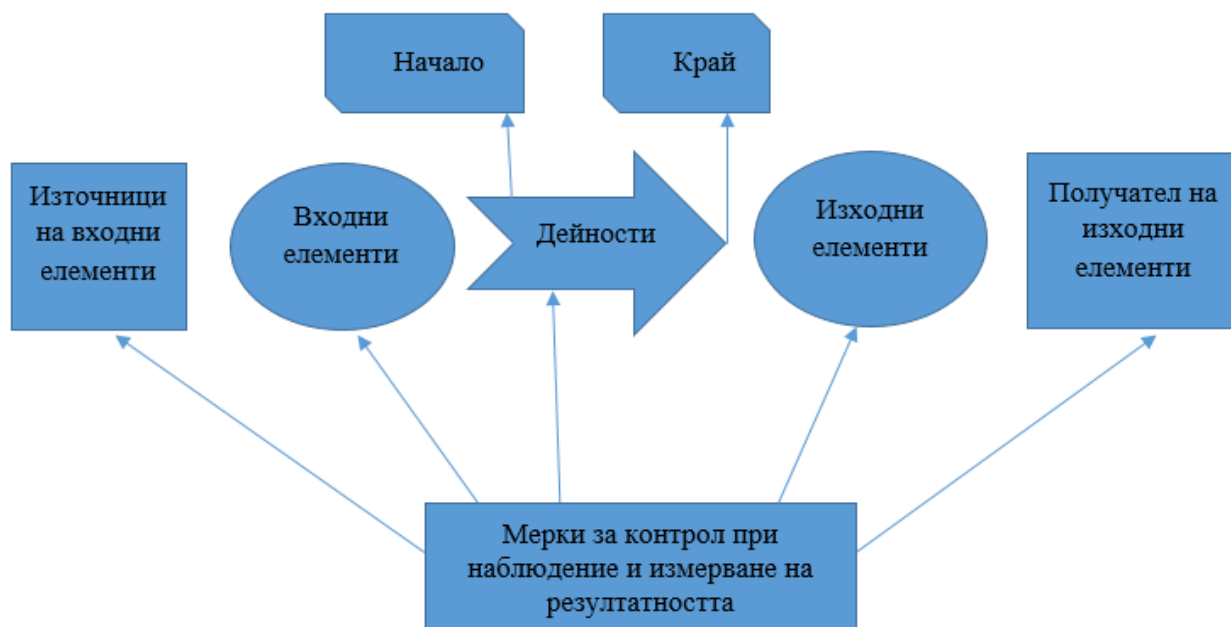 Начало
Край
Източници
на входни
елементи
Входни
елементи
Дейности
Изходни
елементи
Получател на
изходни
елементи
Мерки за контрол при
наблюдение и измерване на
резултатността